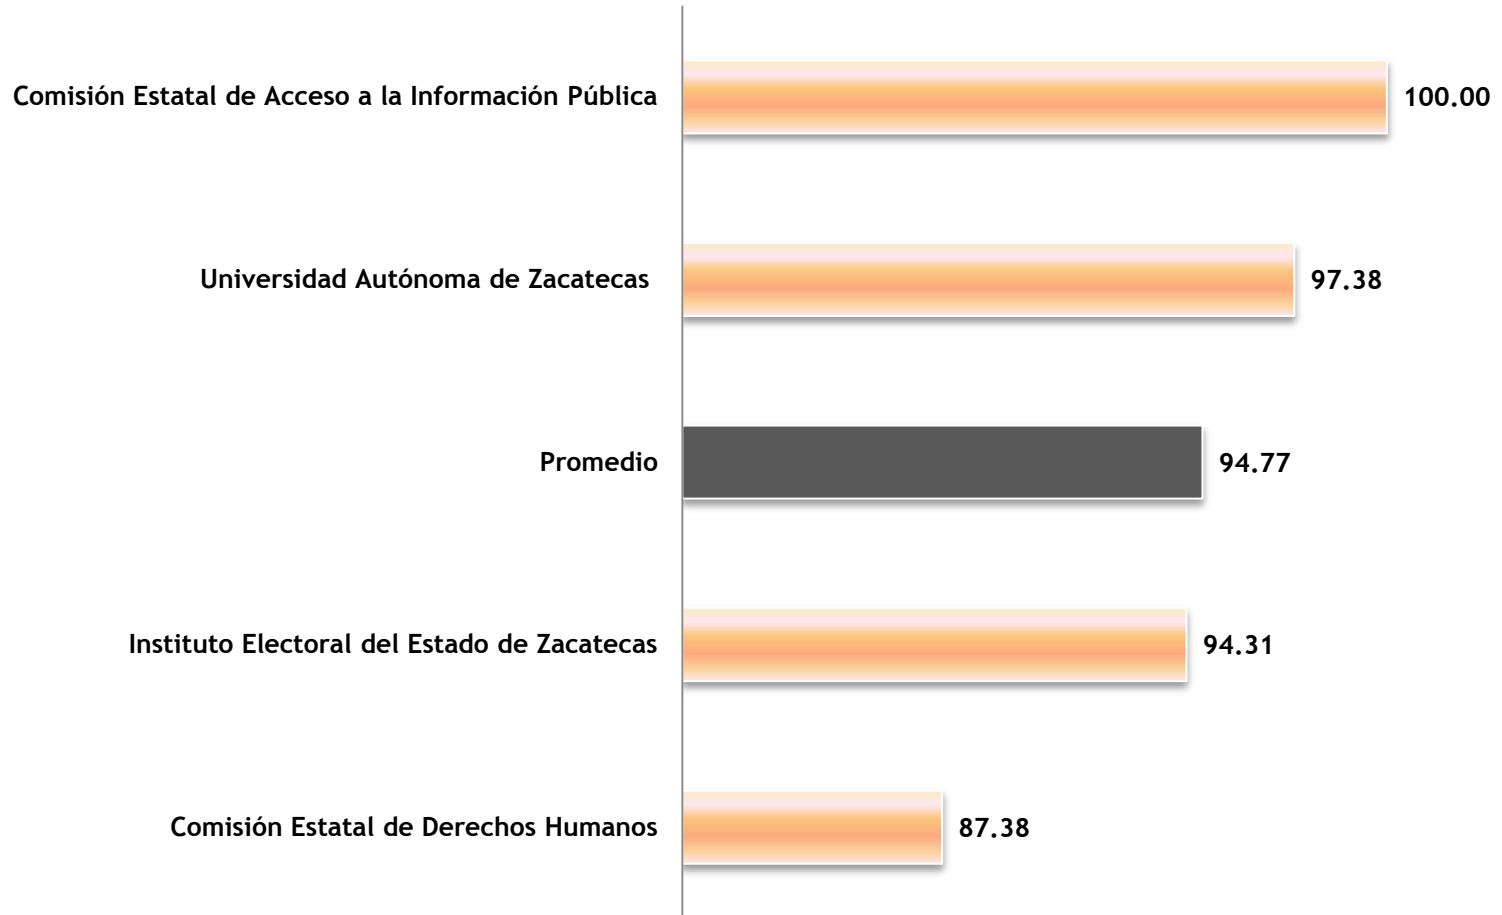 Comisión Estatal de Acceso a la Información Pública 100.00
Universidad Autónoma de Zacatecas 97.38
Promedio 94.77
Instituto Electoral del Estado de Zacatecas 94.31
Comisión Estatal de Derechos Humanos 87.38